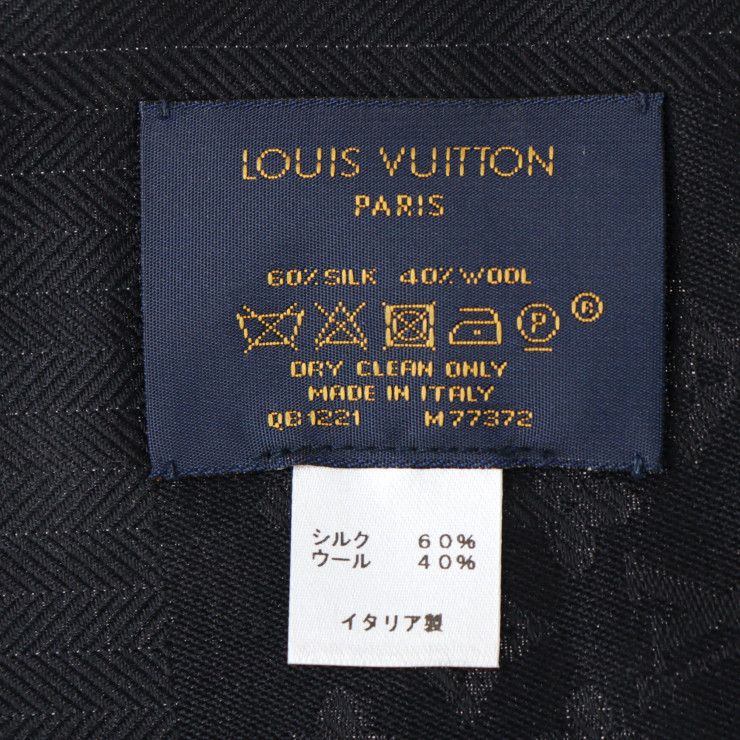 LOUIS VUITTON
PARIS
60% SILK 40% WOOL
P ®
DRY CLEAN ONLY
MADE IN ITALY
QB1221 M77372
シルク 60%
ウール 40%
イタリア製